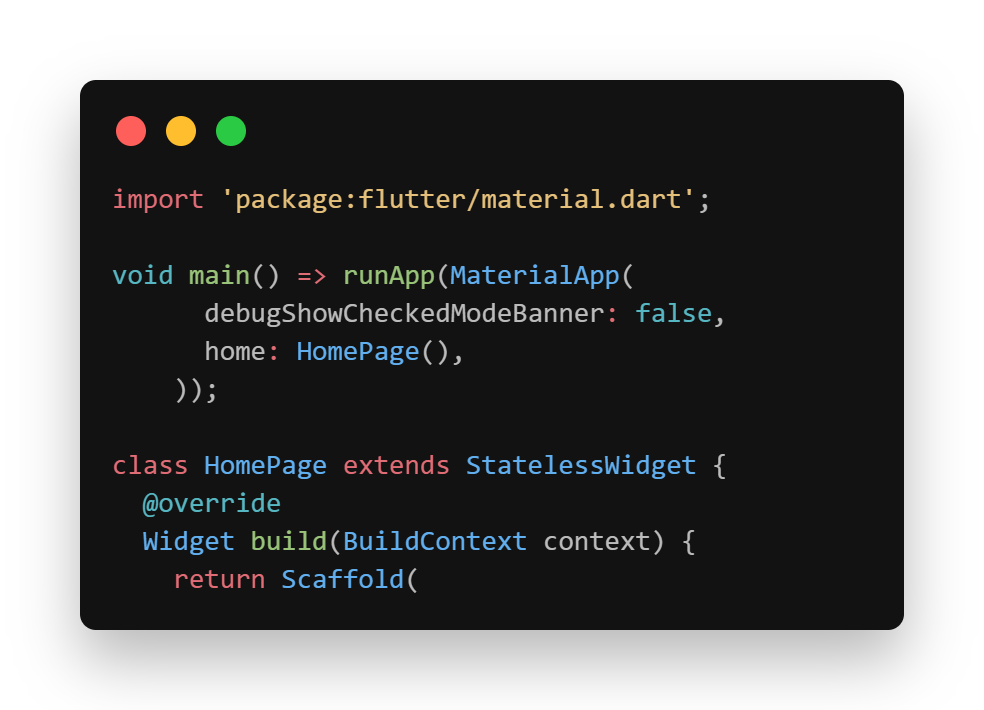 import 'package:flutter/material.dart';
void main() => runApp(MaterialApp(
debugShowCheckedModeBanner: false,
home: HomePage(),
));
class HomePage extends StatelessWidget {
@override
Widget build(BuildContext context) {
return Scaffold(